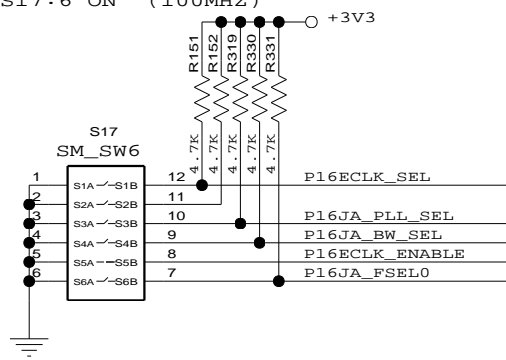 S17:6 ON (100MHZ)
+3V3
R151
R152
R319
R330
R331
4.7K
4.7K
4.7K
4.7K
4.7K
S17
SM_SW6
1 S1A S1B 12 P16ECLK_SEL
2 S2A S2B 11
3 S3A S3B 10 P16JA_PLL_SEL
4 S4A S4B 9 P16JA_BW_SEL
5 S5A S5B 8 P16ECLK_ENABLE
6 S6A S6B 7 P16JA_FSEL0